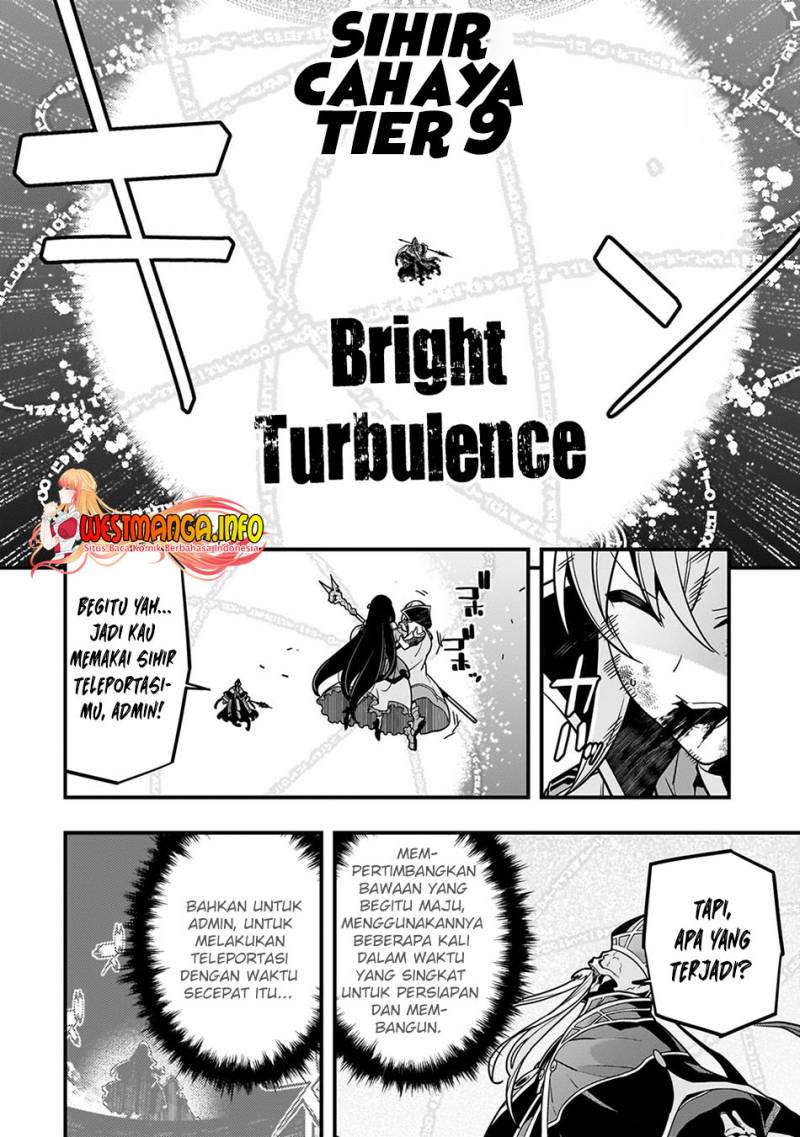 SIHIR
CAHAYA
TIER 9
キン
Bright
Turbulence
WESTMANGA.INFO
Situs Baca Komik Berbahasa Indonesia
BEGITU YAH...
JADI KAU
MEMAKAI SIHIR
TELEPORTASI-
MU, ADMIN!
TAPI,
APA YANG
TERJADI?
MEM-
PERTIMBANGKAN
BAWAAN YANG
BEGITU MAJU,
MENGGUNAKANNYA
BEBERAPA KALI
DALAM WAKTU
YANG SINGKAT
UNTUK PERSIAPAN
DAN MEM-
BANGUN.
BAHKAN UNTUK
ADMIN, UNTUK
MELAKUKAN
TELEPORTASI
DENGAN WAKTU
SECEPAT ITU...